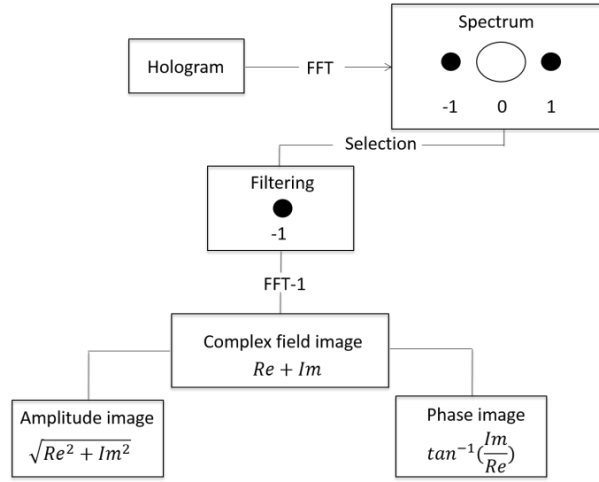 Spectrum
Hologram
FFT
-1 0 1
Selection
Filtering
-1
FFT-1
Complex field image
Re + Im
Amplitude image
√(Re² + Im²)
Phase image
tan⁻¹(Im/Re)